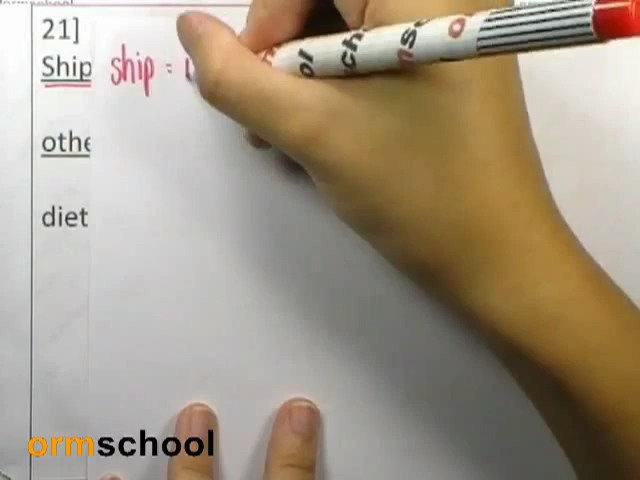 21]
Ship ship =
othe
diet
ormschool